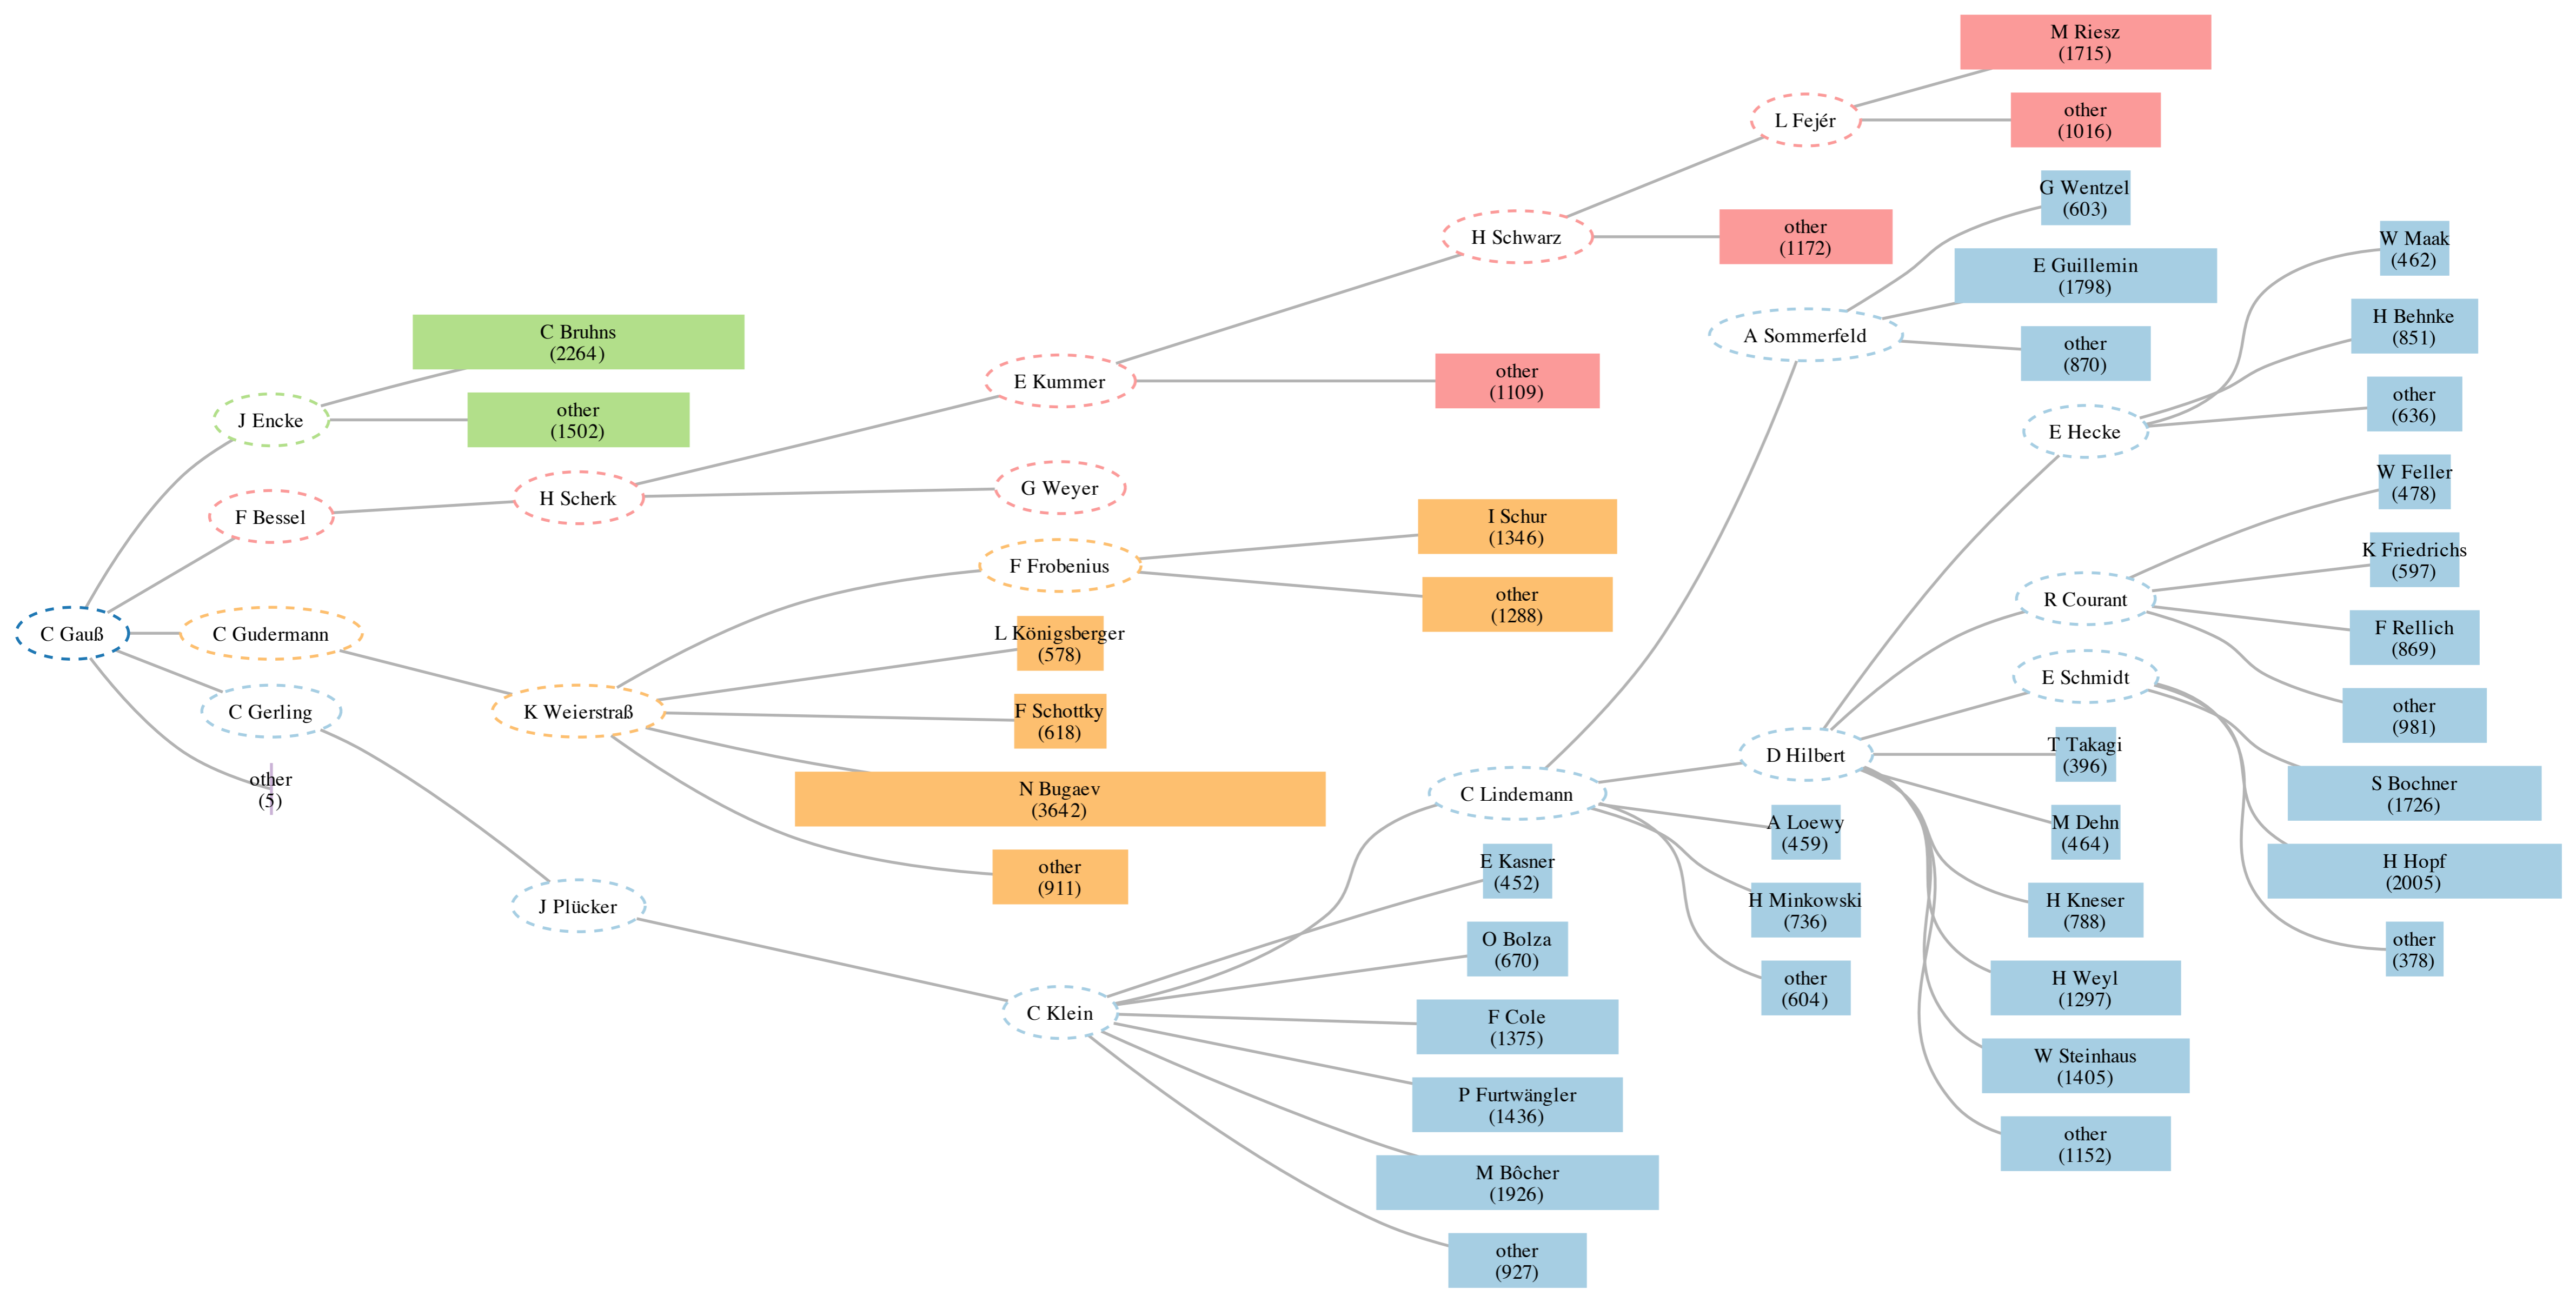 C Gauß
J Encke
C Bruhns
(2264)
other
(1502)
F Bessel
H Scherk
E Kummer
H Schwarz
L Fejér
M Riesz
(1715)
other
(1016)
other
(1172)
other
(1109)
G Weyer
C Gudermann
K Weierstraß
F Frobenius
I Schur
(1346)
other
(1288)
L Königsberger
(578)
F Schottky
(618)
N Bugaev
(3642)
other
(911)
C Gerling
J Plücker
C Klein
C Lindemann
A Sommerfeld
G Wentzel
(603)
E Guillemin
(1798)
other
(870)
D Hilbert
E Hecke
W Maak
(462)
H Behnke
(851)
other
(636)
R Courant
W Feller
(478)
K Friedrichs
(597)
F Rellich
(869)
other
(981)
E Schmidt
S Bochner
(1726)
H Hopf
(2005)
other
(378)
T Takagi
(396)
M Dehn
(464)
H Kneser
(788)
H Weyl
(1297)
W Steinhaus
(1405)
other
(1152)
A Loewy
(459)
H Minkowski
(736)
other
(604)
E Kasner
(452)
O Bolza
(670)
F Cole
(1375)
P Furtwängler
(1436)
M Bôcher
(1926)
other
(927)
other
(5)